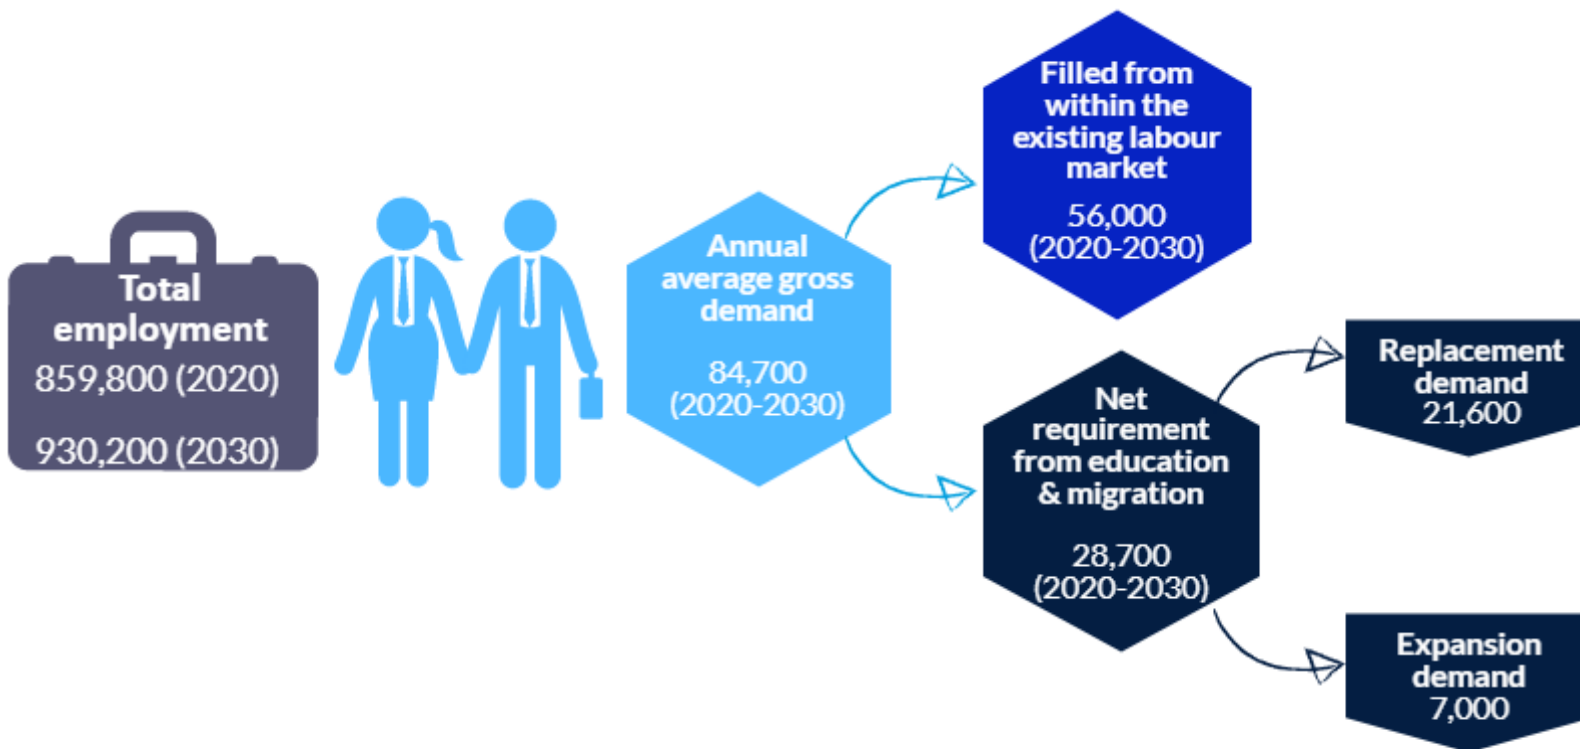 Total
employment
859,800 (2020)
930,200 (2030)
Annual
average gross
demand
84,700
(2020-2030)
Filled from
within the
existing labour
market
56,000
(2020-2030)
Net
requirement
from education
& migration
28,700
(2020-2030)
Replacement
demand
21,600
Expansion
demand
7,000